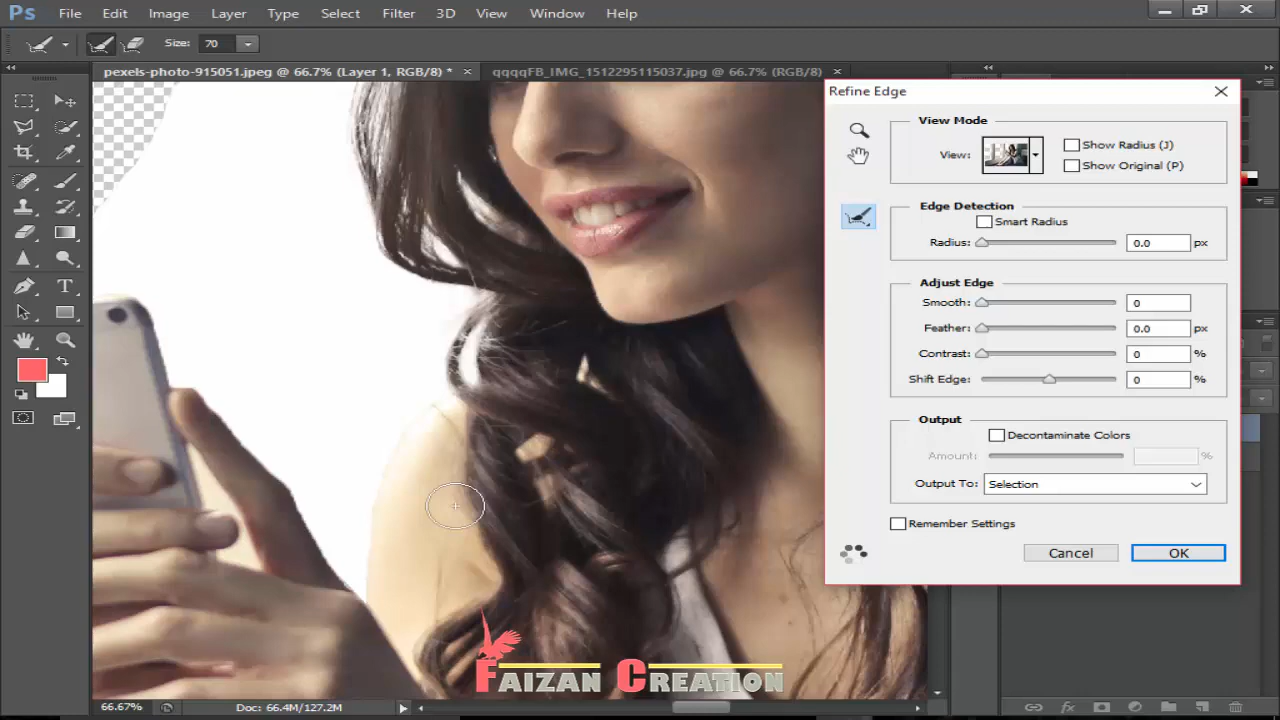 Ps File Edit Image Layer Type Select Filter 3D View Window Help
Size: 70
pexels-photo-915051.jpeg @ 66.7% (Layer 1, RGB/8) * × qqqqFB_IMG_1512295115037.jpg @ 66.7% (RGB/8) ×
Refine Edge
View Mode
View:
Show Radius (J)
Show Original (P)
Edge Detection
Smart Radius
Radius: 0.0 px
Adjust Edge
Smooth: 0
Feather: 0.0 px
Contrast: 0 %
Shift Edge: 0 %
Output
Decontaminate Colors
Amount: %
Output To: Selection
Remember Settings
Cancel OK
FAIZAN CREATION
66.67% Doc: 66.4M/127.2M